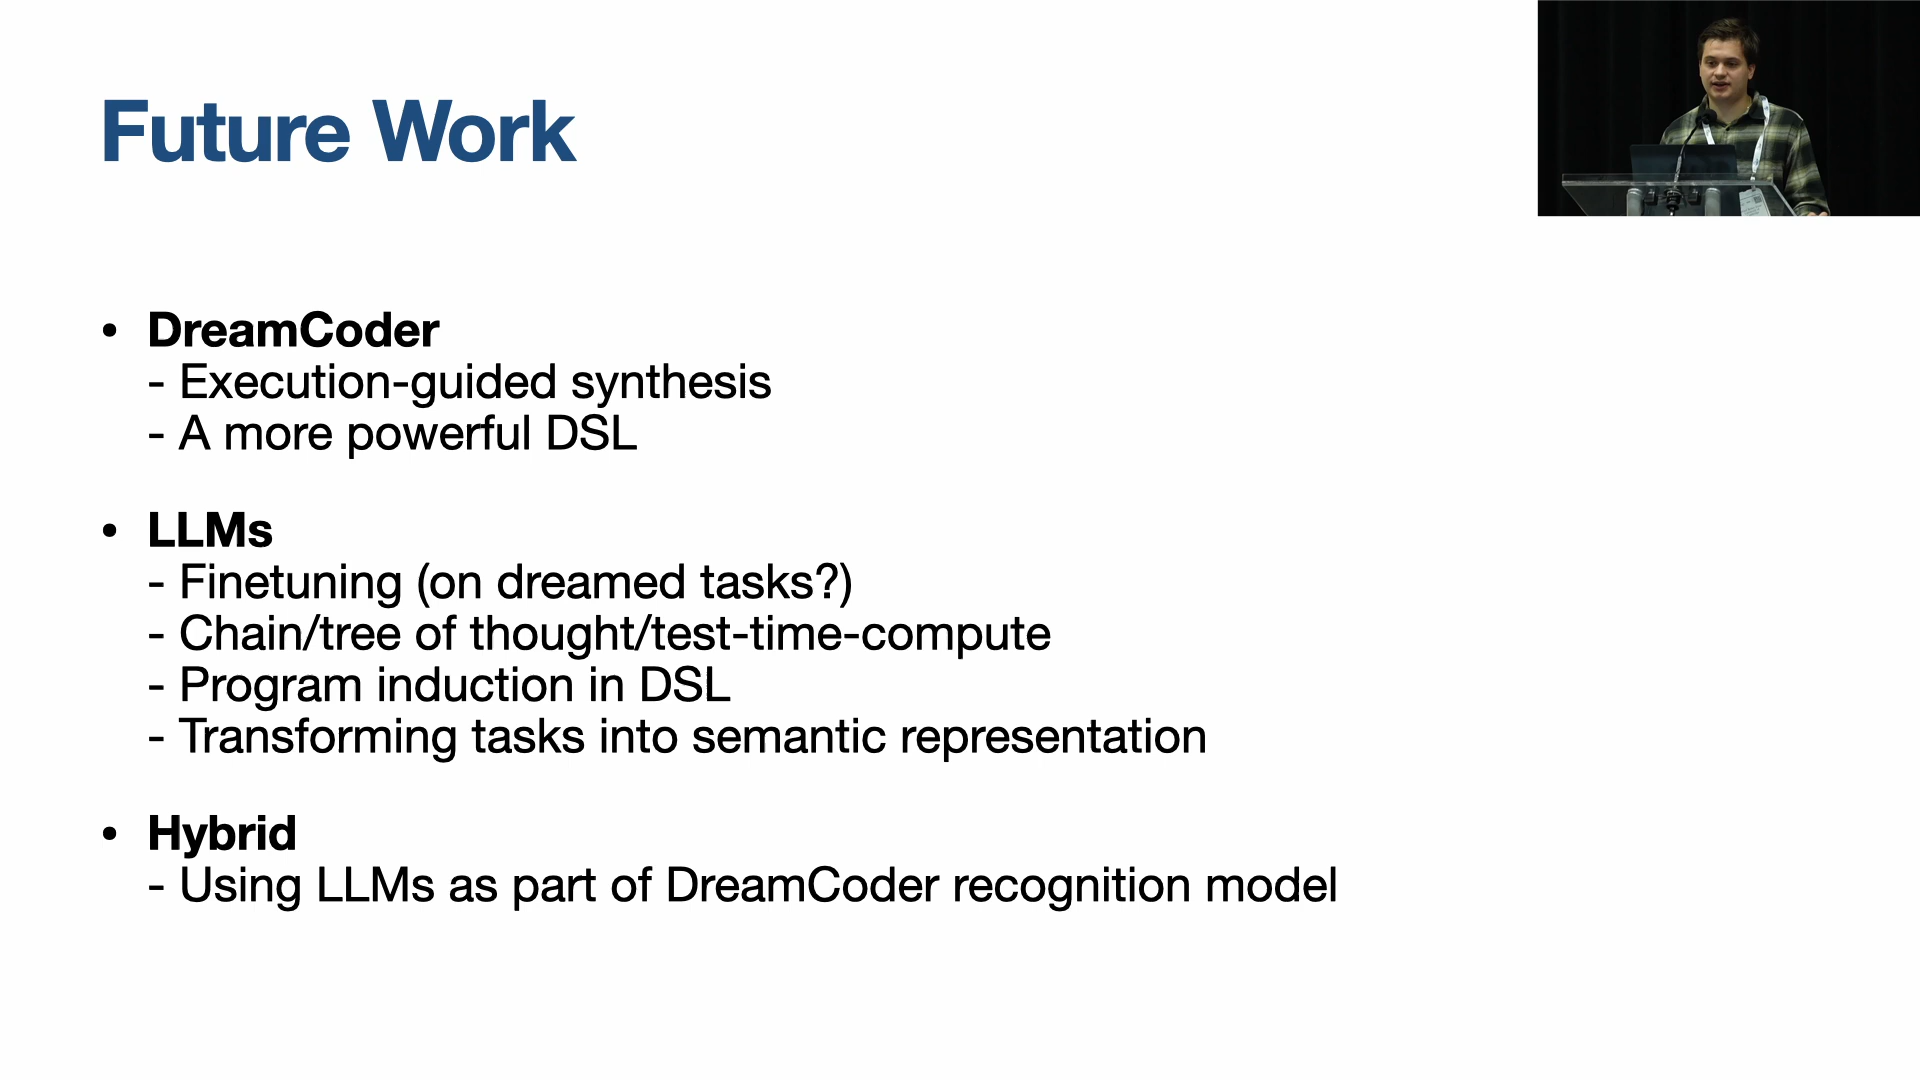 Future Work
• DreamCoder
- Execution-guided synthesis
- A more powerful DSL
• LLMs
- Finetuning (on dreamed tasks?)
- Chain/tree of thought/test-time-compute
- Program induction in DSL
- Transforming tasks into semantic representation
• Hybrid
- Using LLMs as part of DreamCoder recognition model